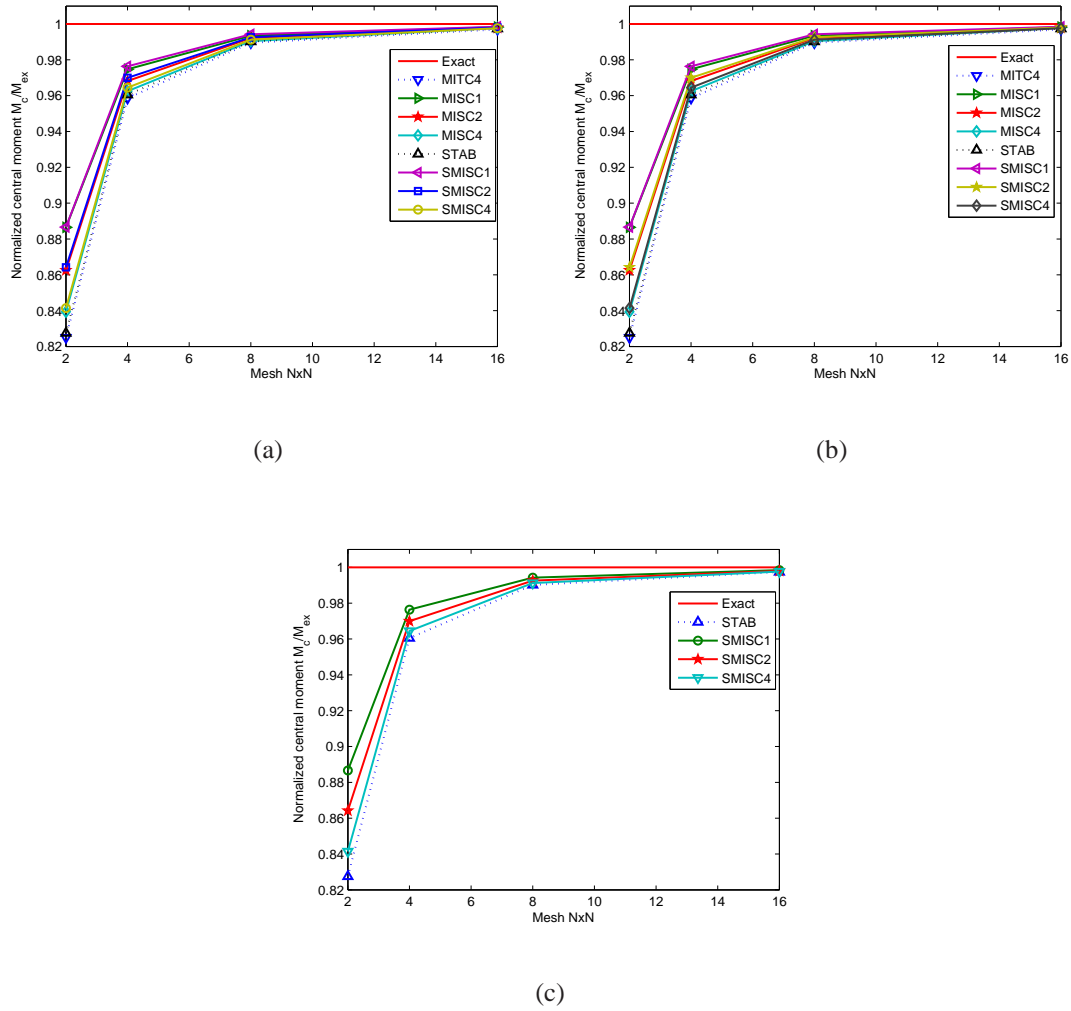 1
0.98
0.96
0.94
0.92
0.9
0.88
0.86
0.84
0.82
2
4
6
8
10
12
14
16
Mesh NxN
Normalized central moment M_c/M_ex
Exact
MITC4
MISC1
MISC2
MISC4
STAB
SMISC1
SMISC2
SMISC4
(a)
1
0.98
0.96
0.94
0.92
0.9
0.88
0.86
0.84
0.82
2
4
6
8
10
12
14
16
Mesh NxN
Normalized central moment M_c/M_ex
Exact
MITC4
MISC1
MISC2
MISC4
STAB
SMISC1
SMISC2
SMISC4
(b)
1
0.98
0.96
0.94
0.92
0.9
0.88
0.86
0.84
0.82
2
4
6
8
10
12
14
16
Mesh NxN
Normalized central moment M_c/M_ex
Exact
STAB
SMISC1
SMISC2
SMISC4
(c)